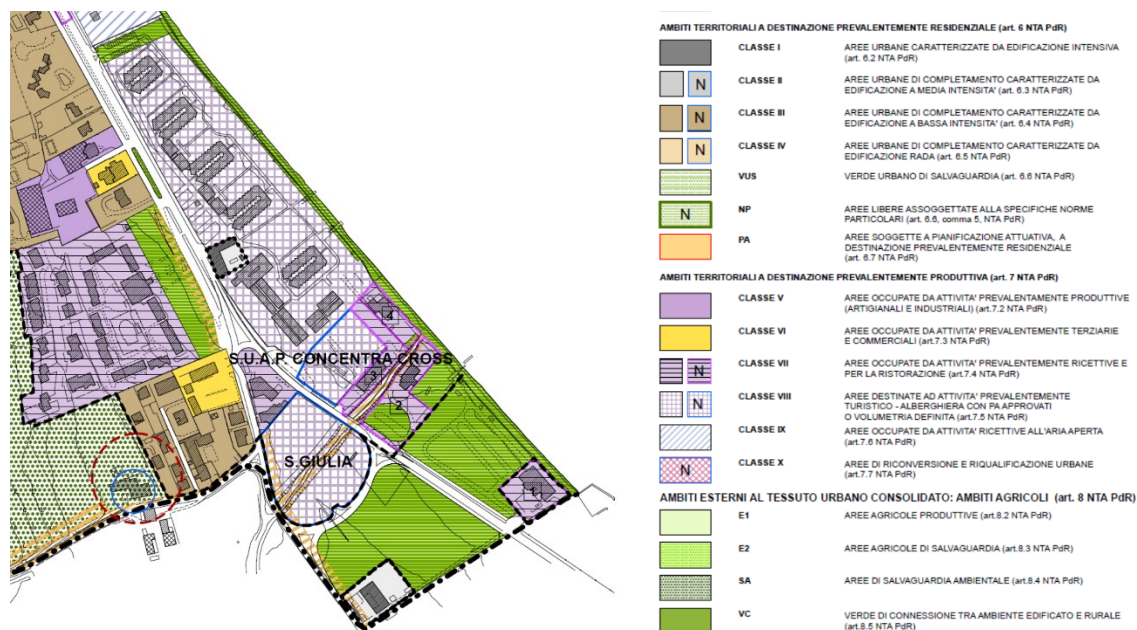 S.U.A.P. CONCENTRA CROSS
4
3
2
1
S.GIULIA
AMBITI TERRITORIALI A DESTINAZIONE PREVALENTEMENTE RESIDENZIALE (art. 6 NTA PdR)
CLASSE I AREE URBANE CARATTERIZZATE DA EDIFICAZIONE INTENSIVA
(art. 6.2 NTA PdR)
N CLASSE II AREE URBANE DI COMPLETAMENTO CARATTERIZZATE DA
EDIFICAZIONE A MEDIA INTENSITA' (art. 6.3 NTA PdR)
N CLASSE III AREE URBANE DI COMPLETAMENTO CARATTERIZZATE DA
EDIFICAZIONE A BASSA INTENSITA' (art. 6.4 NTA PdR)
N CLASSE IV AREE URBANE DI COMPLETAMENTO CARATTERIZZATE DA
EDIFICAZIONE RADA (art. 6.5 NTA PdR)
VUS VERDE URBANO DI SALVAGUARDIA (art. 6.6 NTA PdR)
N NP AREE LIBERE ASSOGGETTATE ALLA SPECIFICHE NORME
PARTICOLARI (art. 6.6, comma 5, NTA PdR)
PA AREE SOGGETTE A PIANIFICAZIONE ATTUATIVA, A
DESTINAZIONE PREVALENTEMENTE RESIDENZIALE
(art. 6.7 NTA PdR)
AMBITI TERRITORIALI A DESTINAZIONE PREVALENTEMENTE PRODUTTIVA (art. 7 NTA PdR)
CLASSE V AREE OCCUPATE DA ATTIVITA' PREVALENTAMENTE PRODUTTIVE
(ARTIGIANALI E INDUSTRIALI) (art.7.2 NTA PdR)
CLASSE VI AREE OCCUPATE DA ATTIVITA' PREVALENTEMENTE TERZIARIE
E COMMERCIALI (art.7.3 NTA PdR)
N CLASSE VII AREE OCCUPATE DA ATTIVITA' PREVALENTEMENTE RICETTIVE E
PER LA RISTORAZIONE (art.7.4 NTA PdR)
N CLASSE VIII AREE DESTINATE AD ATTIVITA' PREVALENTEMENTE
TURISTICO - ALBERGHIERA CON PA APPROVATI
O VOLUMETRIA DEFINITA (art.7.5 NTA PdR)
CLASSE IX AREE OCCUPATE DA ATTIVITA' RICETTIVE ALL'ARIA APERTA
(art.7.6 NTA PdR)
N CLASSE X AREE DI RICONVERSIONE E RIQUALIFICAZIONE URBANE
(art.7.7 NTA PdR)
AMBITI ESTERNI AL TESSUTO URBANO CONSOLIDATO: AMBITI AGRICOLI (art. 8 NTA PdR)
E1 AREE AGRICOLE PRODUTTIVE (art.8.2 NTA PdR)
E2 AREE AGRICOLE DI SALVAGUARDIA (art.8.3 NTA PdR)
SA AREE DI SALVAGUARDIA AMBIENTALE (art.8.4 NTA PdR)
VC VERDE DI CONNESSIONE TRA AMBIENTE EDIFICATO E RURALE
(art.8.5 NTA PdR)